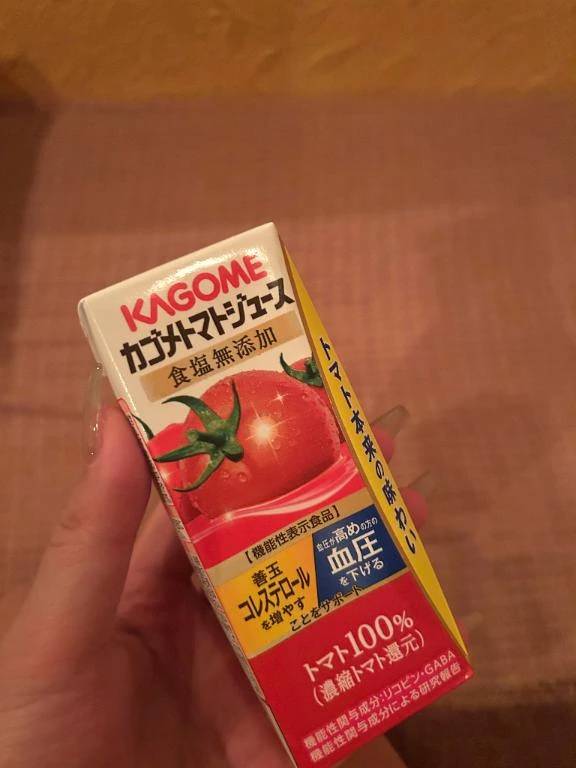 KAGOME
カゴメトマトジュース
食塩無添加
トマト本来の味わい
【機能性表示食品】
善玉
コレステロール
を増やす
血圧が高めの方の
血圧
を下げる
ことをサポート
トマト100%
（濃縮トマト還元）
機能性関与成分:リコピン・GABA
機能性関与成分による研究報告